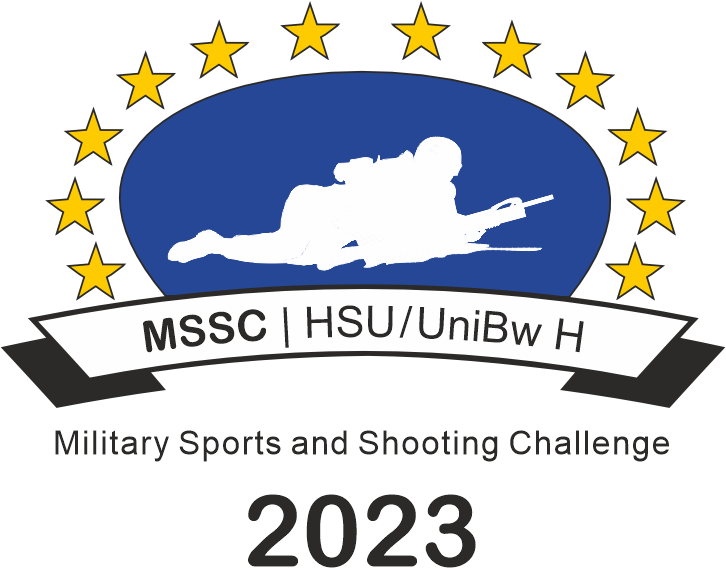 MSSC | HSU/UniBw H
Military Sports and Shooting Challenge
2023